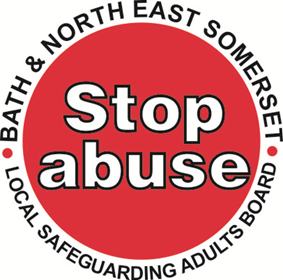 BATH & NORTH EAST SOMERSET
Stop
abuse
LOCAL SAFEGUARDING ADULTS BOARD